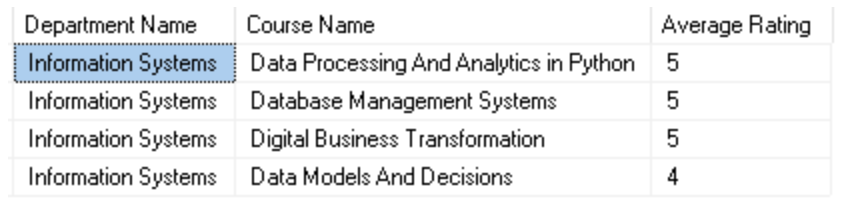 Department Name Course Name Average Rating
Information Systems Data Processing And Analytics in Python 5
Information Systems Database Management Systems 5
Information Systems Digital Business Transformation 5
Information Systems Data Models And Decisions 4